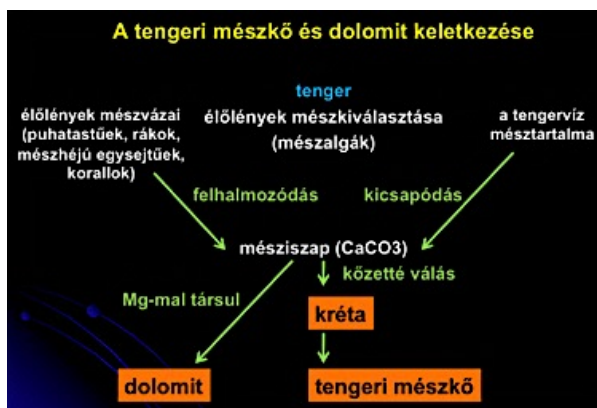 A tengeri mészkő és dolomit keletkezése
tenger
élőlények mészvázai
(puhatastűek, rákok,
mészhéjú egysejtűek,
korallok)
élőlények mészkiválasztása
(mészalgák)
a tengervíz
mésztartalma
felhalmozódás
kicsapódás
mésziszap (CaCO3)
kőzetté válás
Mg-mal társul
kréta
dolomit
tengeri mészkő